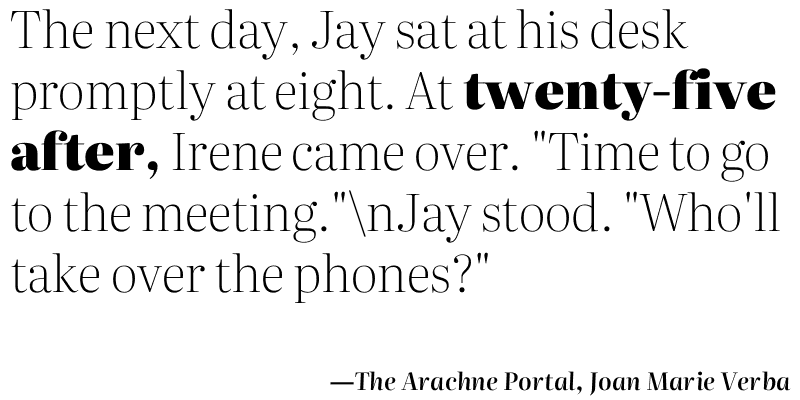 The next day, Jay sat at his desk
promptly at eight. At twenty-five
after, Irene came over. "Time to go
to the meeting."\nJay stood. "Who'll
take over the phones?"
—The Arachne Portal, Joan Marie Verba